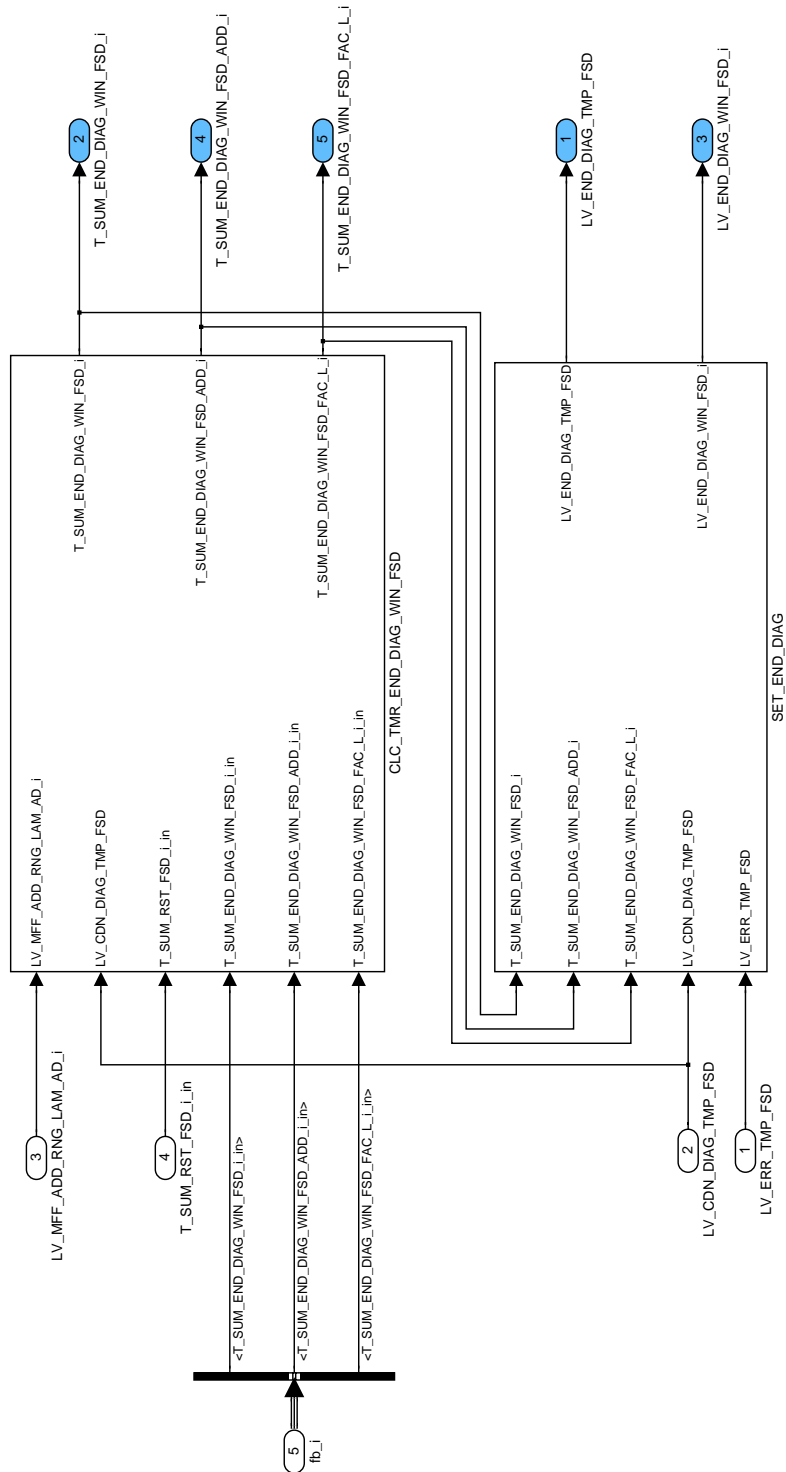 3
LV_MFF_ADD_RNG_LAM_AD_i
4
T_SUM_RST_FSD_i_in
5
fb_i
<T_SUM_END_DIAG_WIN_FSD_i_in>
<T_SUM_END_DIAG_WIN_FSD_ADD_i_in>
<T_SUM_END_DIAG_WIN_FSD_FAC_L_i_in>
2
LV_CDN_DIAG_TMP_FSD
1
LV_ERR_TMP_FSD
LV_MFF_ADD_RNG_LAM_AD_i
LV_CDN_DIAG_TMP_FSD
T_SUM_RST_FSD_i_in
T_SUM_END_DIAG_WIN_FSD_i_in
T_SUM_END_DIAG_WIN_FSD_ADD_i_in
T_SUM_END_DIAG_WIN_FSD_FAC_L_i_in
T_SUM_END_DIAG_WIN_FSD_i
T_SUM_END_DIAG_WIN_FSD_ADD_i
T_SUM_END_DIAG_WIN_FSD_FAC_L_i
CLC_TMR_END_DIAG_WIN_FSD
T_SUM_END_DIAG_WIN_FSD_i
T_SUM_END_DIAG_WIN_FSD_ADD_i
T_SUM_END_DIAG_WIN_FSD_FAC_L_i
LV_CDN_DIAG_TMP_FSD
LV_ERR_TMP_FSD
LV_END_DIAG_TMP_FSD
LV_END_DIAG_WIN_FSD_i
SET_END_DIAG
2
T_SUM_END_DIAG_WIN_FSD_i
4
T_SUM_END_DIAG_WIN_FSD_ADD_i
5
T_SUM_END_DIAG_WIN_FSD_FAC_L_i
1
LV_END_DIAG_TMP_FSD
3
LV_END_DIAG_WIN_FSD_i